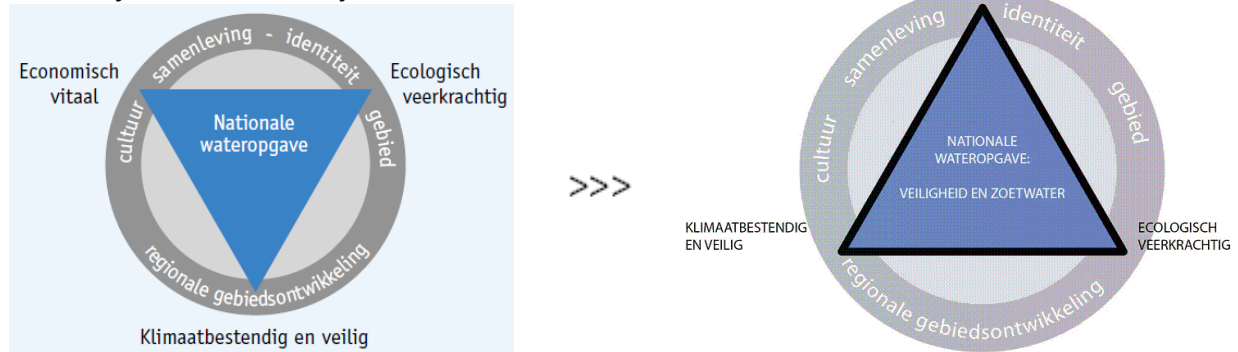 samenleving - identiteit
Economisch
vitaal
Ecologisch
veerkrachtig
cultuur
gebied
Nationale
wateropgave
regionale gebiedsontwikkeling
Klimaatbestendig en veilig
>>>
samenleving
identiteit
cultuur
gebied
NATIONALE
WATEROPGAVE:
VEILIGHEID EN ZOETWATER
KLIMAATBESTENDIG
EN VEILIG
ECOLOGISCH
VEERKRACHTIG
regionale gebiedsontwikkeling